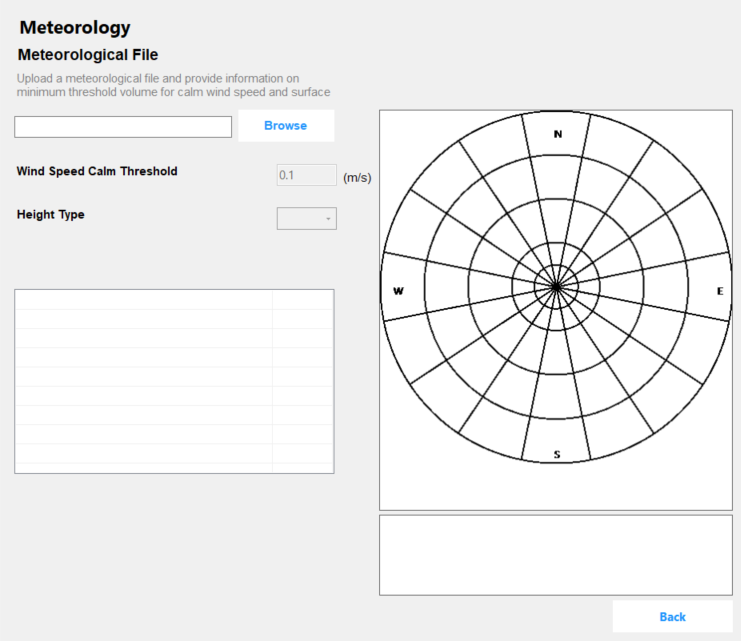 Meteorology
Meteorological File
Upload a meteorological file and provide information on
minimum threshold volume for calm wind speed and surface
Browse
Wind Speed Calm Threshold
0.1
(m/s)
Height Type
N
W
E
S
Back